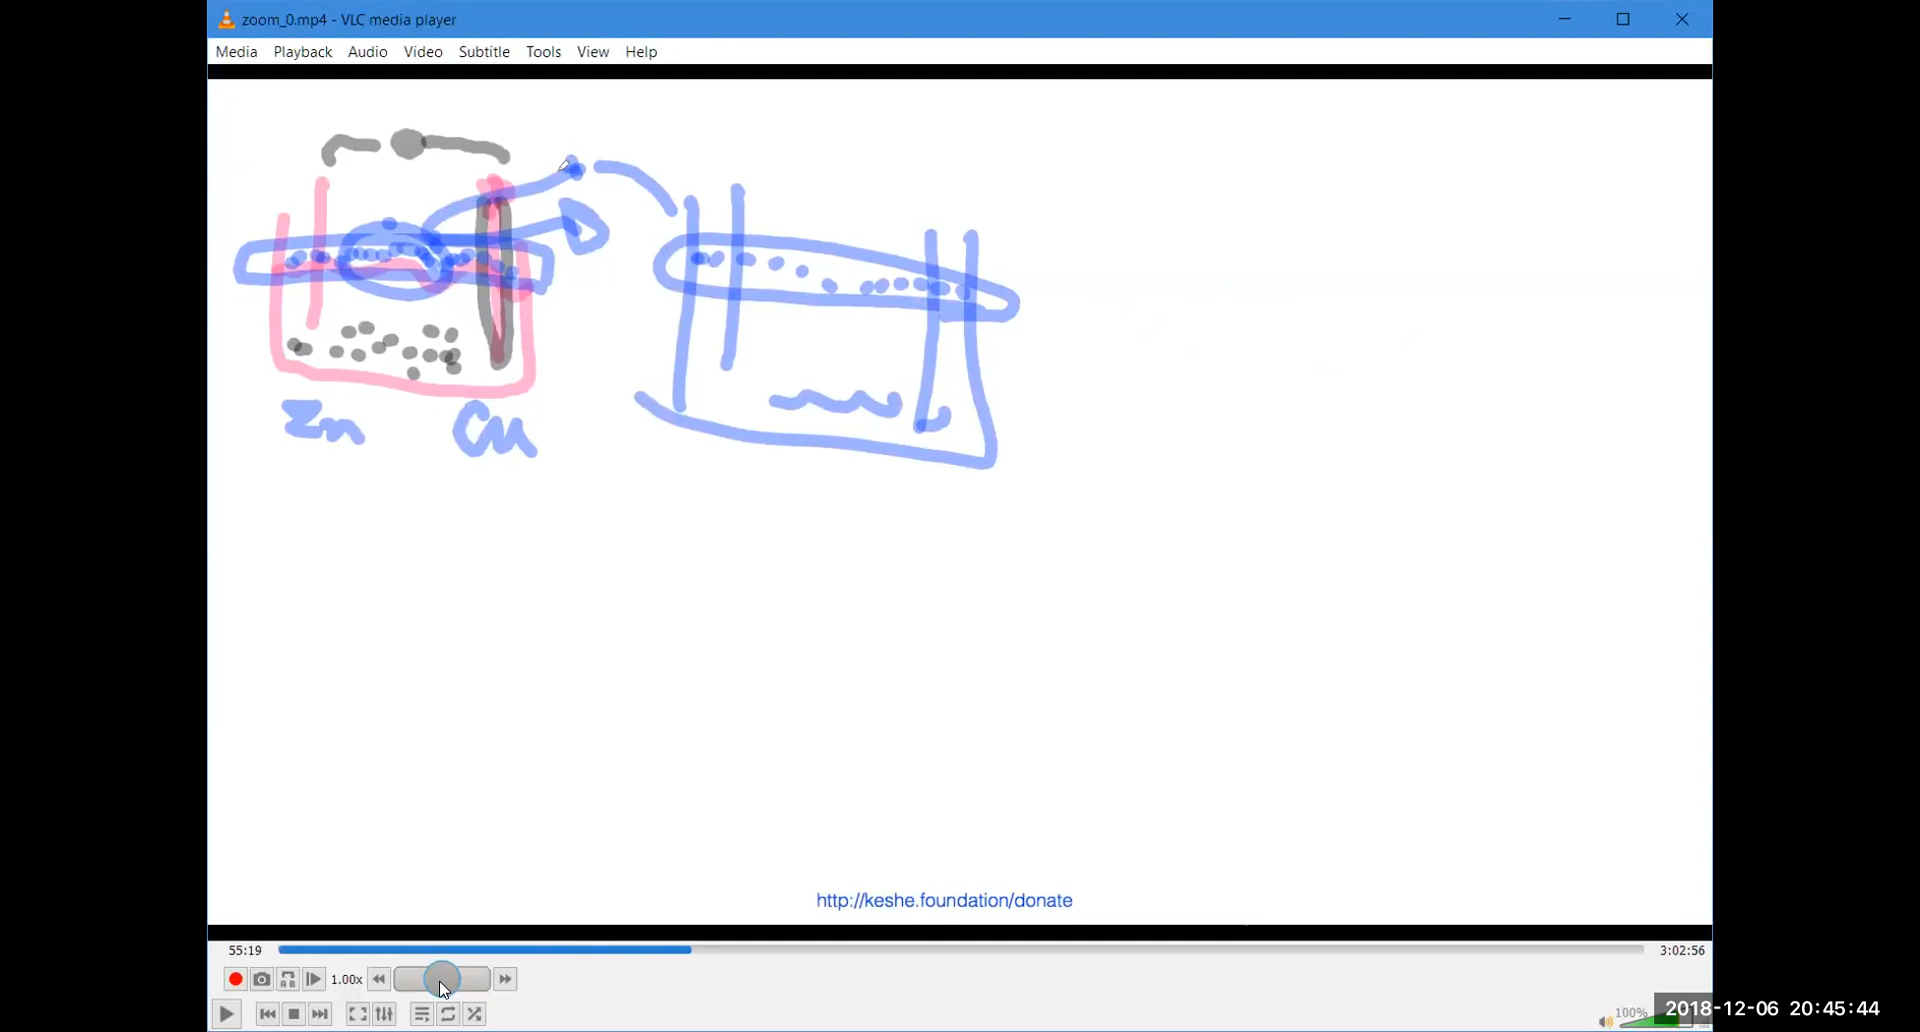 zoom_0.mp4 - VLC media player
Media Playback Audio Video Subtitle Tools View Help
Zn Cu
http://keshe.foundation/donate
55:19 3:02:56
1.00x
100%
2018-12-06 20:45:44